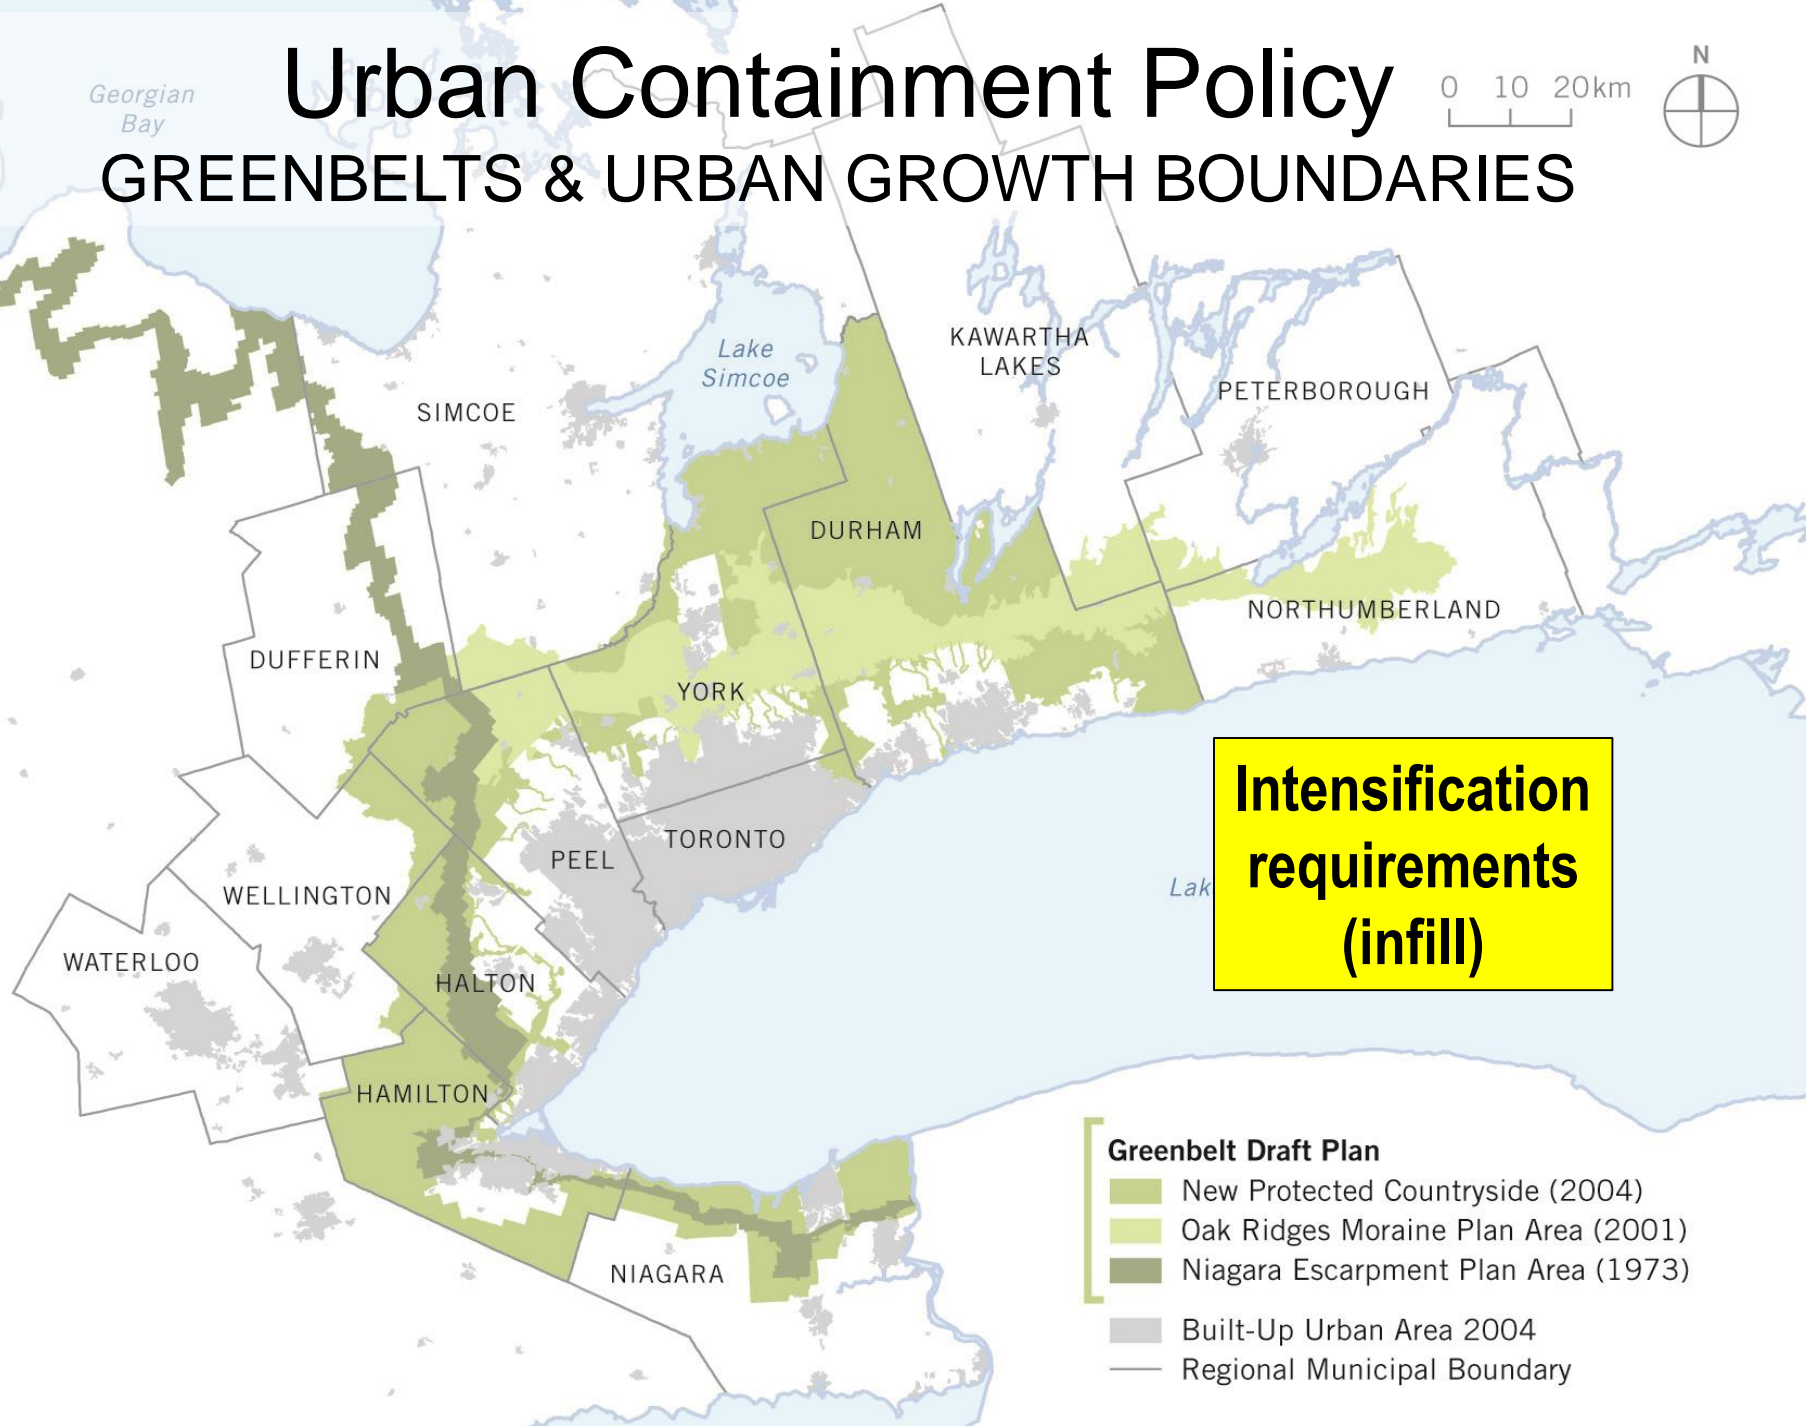 Urban Containment Policy
GREENBELTS & URBAN GROWTH BOUNDARIES
N
0 10 20km
Georgian
Bay
Lake
Simcoe
KAWARTHA
LAKES
PETERBOROUGH
SIMCOE
DURHAM
NORTHUMBERLAND
DUFFERIN
YORK
TORONTO
PEEL
WELLINGTON
WATERLOO
HALTON
HAMILTON
NIAGARA
Lak
Intensification
requirements
(infill)
Greenbelt Draft Plan
New Protected Countryside (2004)
Oak Ridges Moraine Plan Area (2001)
Niagara Escarpment Plan Area (1973)
Built-Up Urban Area 2004
Regional Municipal Boundary